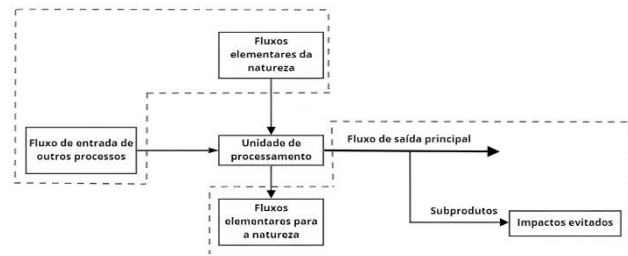 Fluxos
elementares da
natureza
Fluxo de entrada de
outros processos
Unidade de
processamento
Fluxo de saída principal
Fluxos
elementares para
a natureza
Subprodutos
Impactos evitados